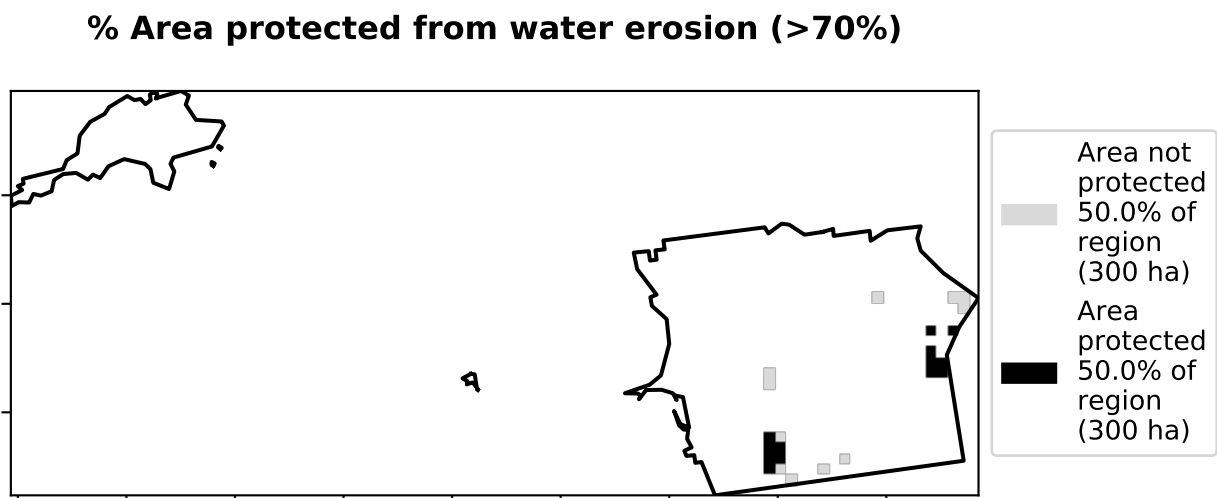 % Area protected from water erosion (>70%)
Area not
protected
50.0% of
region
(300 ha)
Area
protected
50.0% of
region
(300 ha)